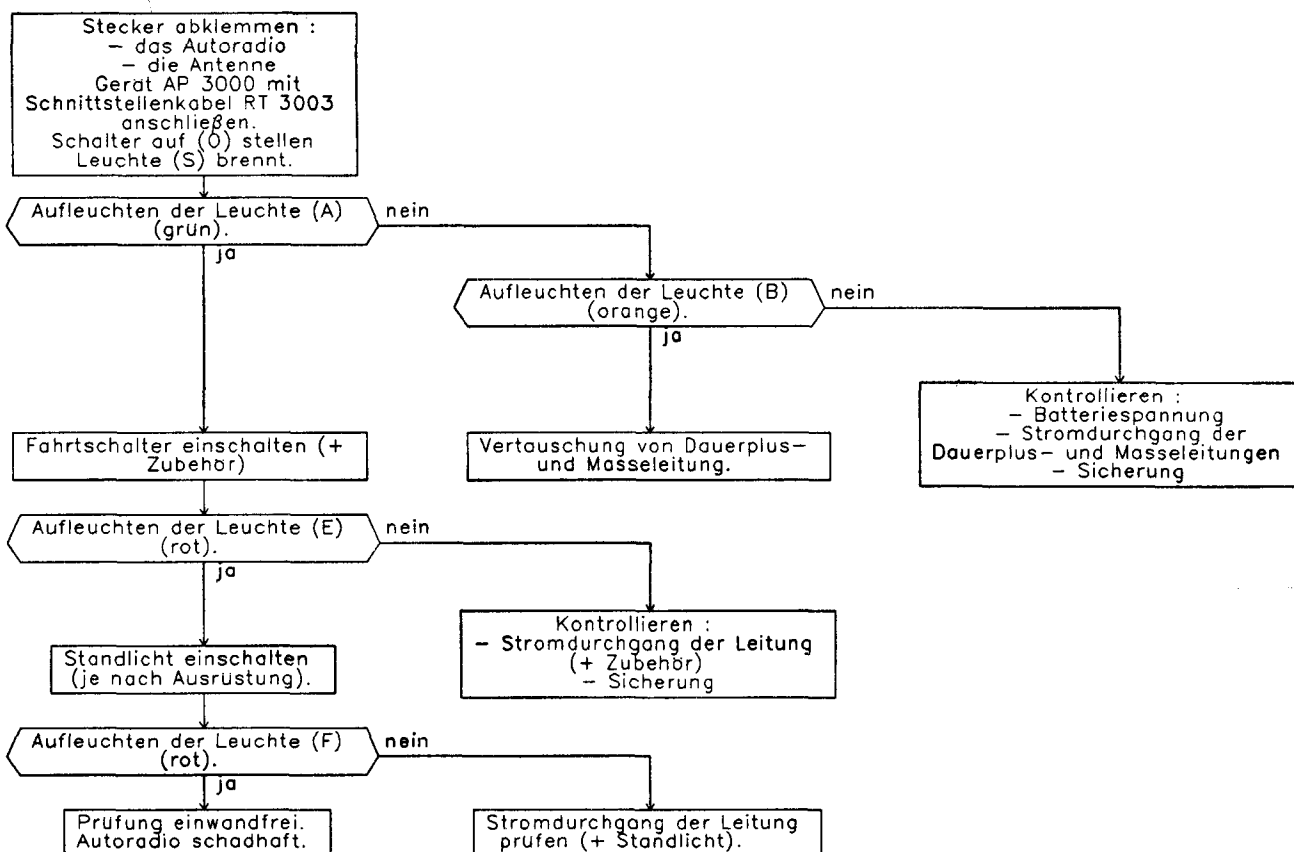 Stecker abklemmen :
– das Autoradio
– die Antenne
Gerät AP 3000 mit
Schnittstellenkabel RT 3003
anschließen.
Schalter auf (O) stellen
Leuchte (S) brennt.
Aufleuchten der Leuchte (A)
(grün).
nein
ja
Aufleuchten der Leuchte (B)
(orange).
nein
ja
Kontrollieren :
– Batteriespannung
– Stromdurchgang der
Dauerplus– und Masseleitungen
– Sicherung
Fahrtschalter einschalten (+
Zubehör)
Vertauschung von Dauerplus–
und Masseleitung.
Aufleuchten der Leuchte (E)
(rot).
nein
ja
Kontrollieren :
– Stromdurchgang der Leitung
(+ Zubehör)
– Sicherung
Standlicht einschalten
(je nach Ausrüstung).
Aufleuchten der Leuchte (F)
(rot).
nein
ja
Prüfung einwandfrei.
Autoradio schadhaft.
Stromdurchgang der Leitung
prüfen (+ Standlicht).